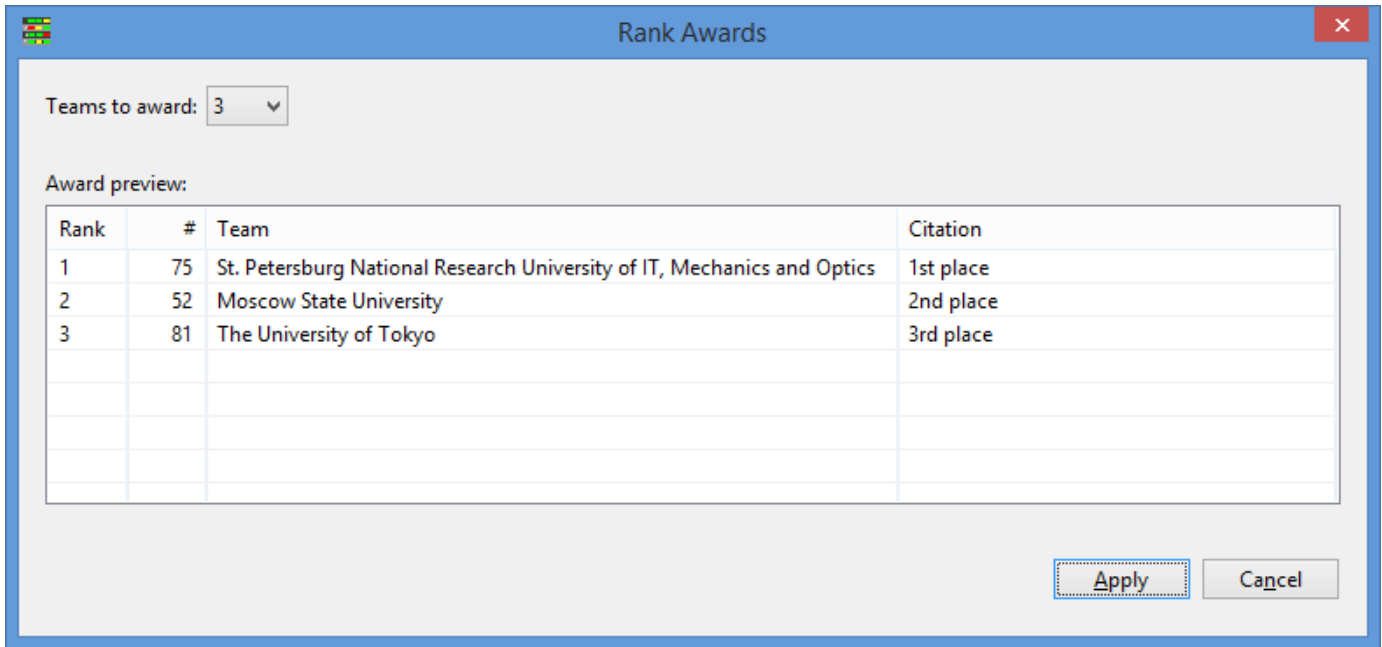 Rank Awards
Teams to award: 3
Award preview:
Rank # Team Citation
1 75 St. Petersburg National Research University of IT, Mechanics and Optics 1st place
2 52 Moscow State University 2nd place
3 81 The University of Tokyo 3rd place
Apply Cancel